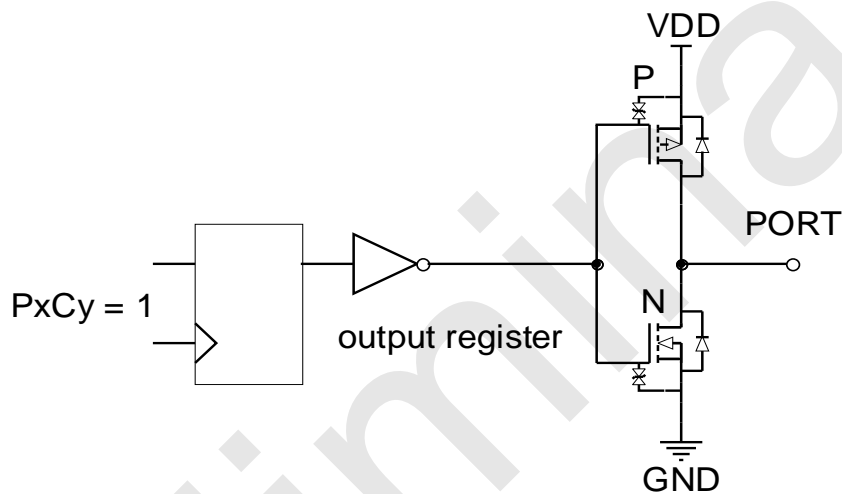 VDD
P
PORT
PxCy = 1
N
output register
GND